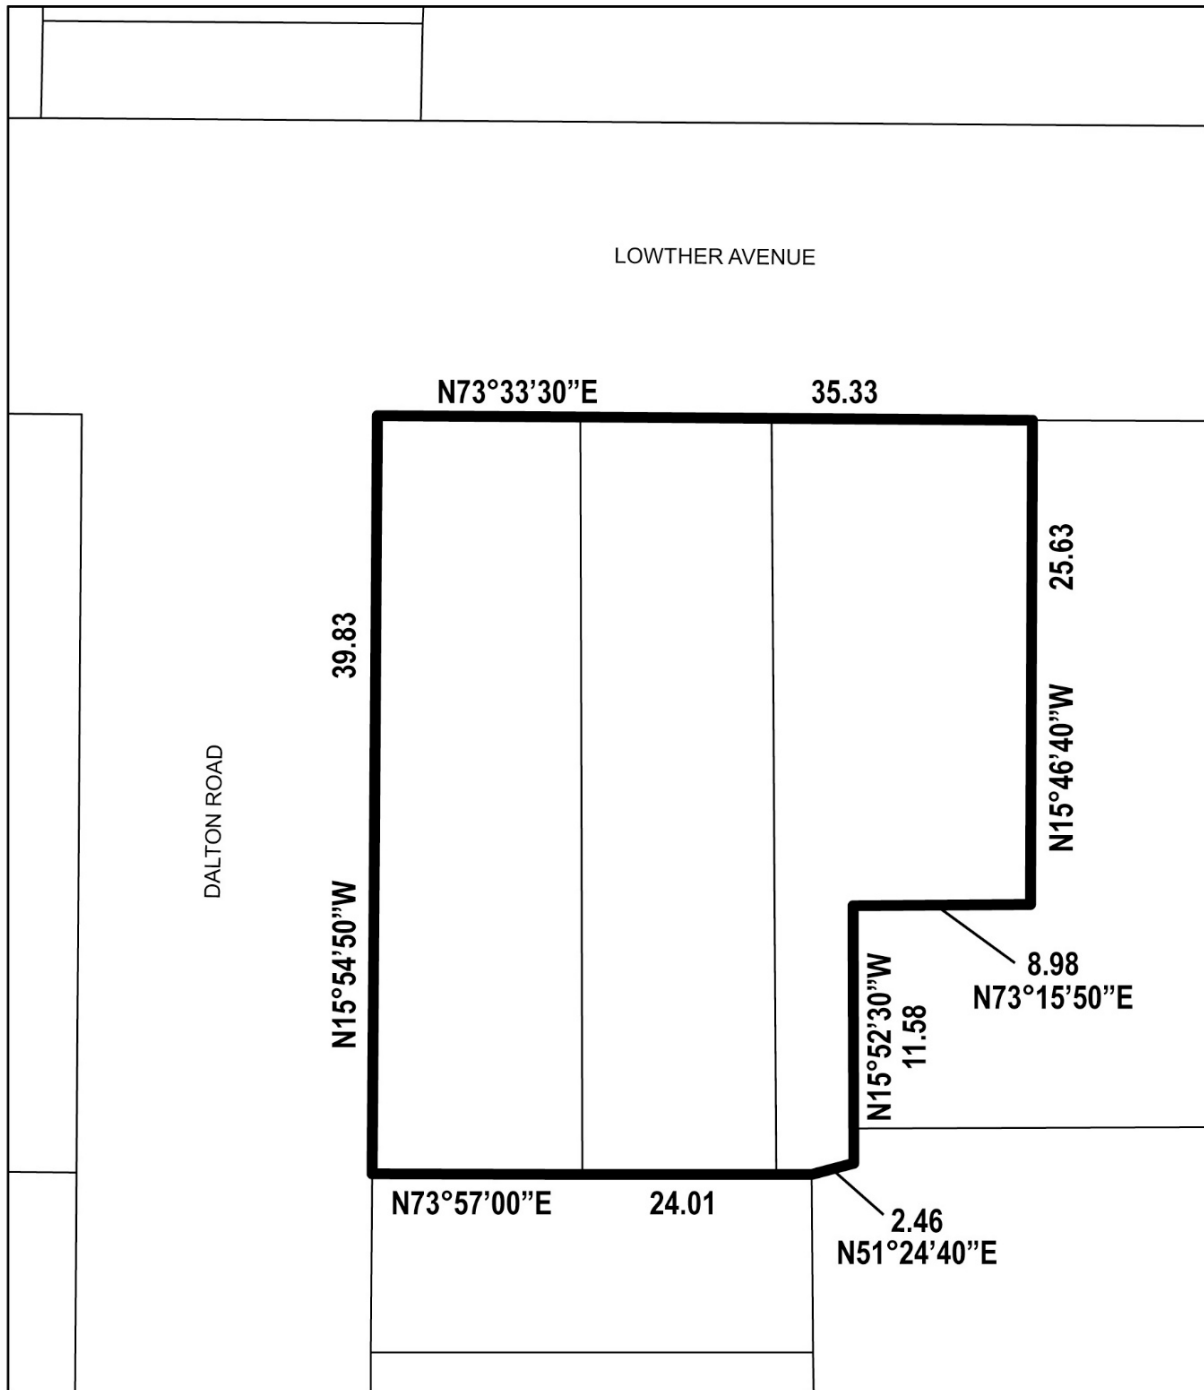 LOWTHER AVENUE
N73°33'30”E
35.33
25.63
39.83
N15°46'40”W
DALTON ROAD
N15°54'50”W
N15°52'30”W
11.58
8.98
N73°15'50”E
N73°57'00”E
24.01
2.46
N51°24'40”E